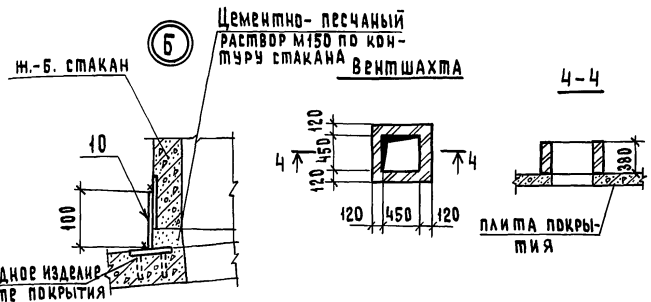 Цементно-песчаный
раствор М150 по кон-
туру стакана
Б
Ж.-Б. стакан
10
100
Вентшахта
120
450
120
4
4
120
450
120
4-4
380
плита покры-
тия
дное изделие
те покрытия